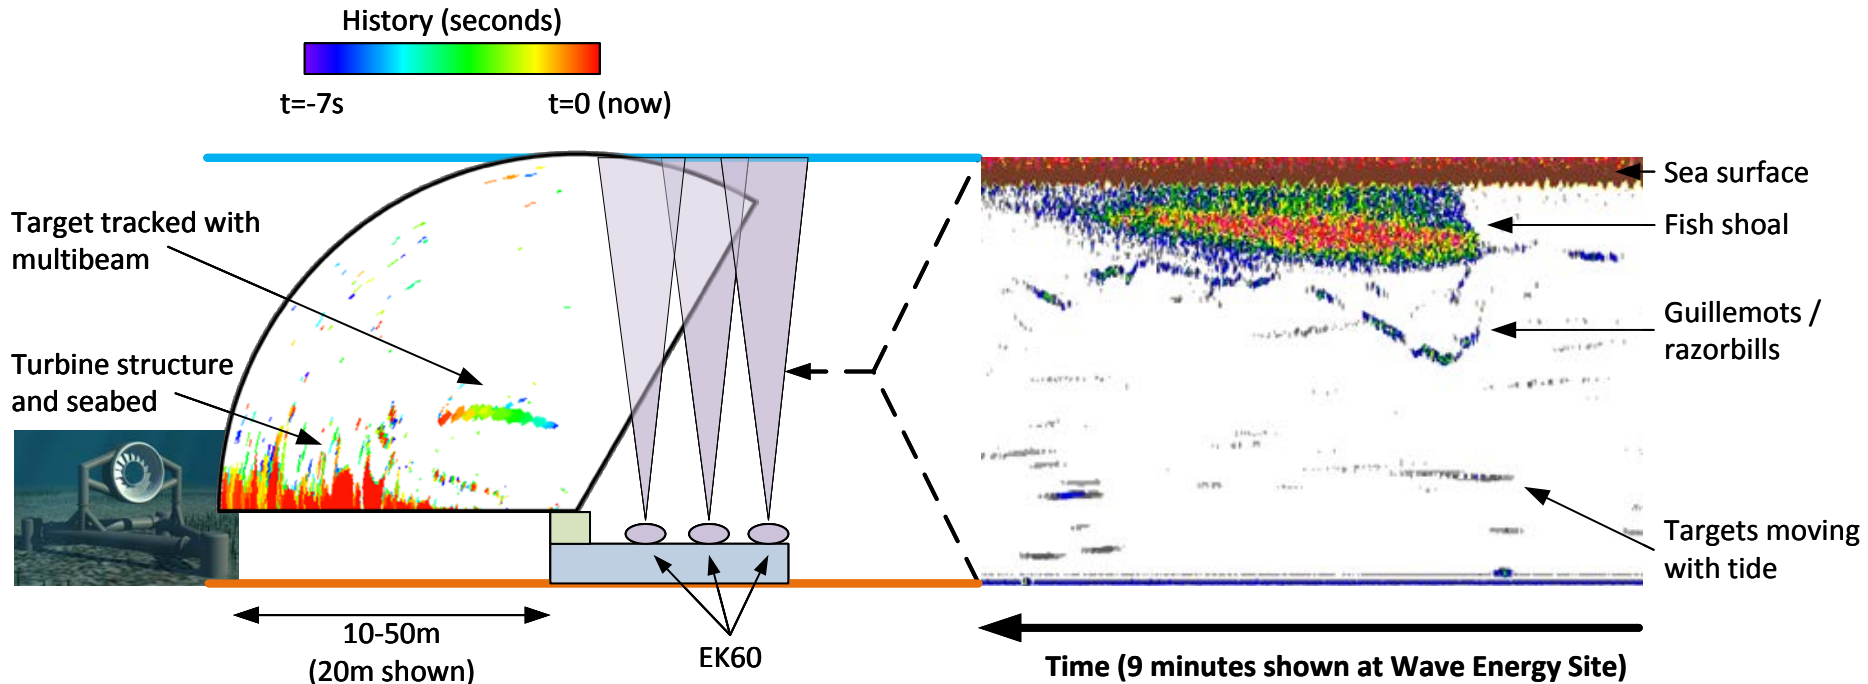 History (seconds)
t=-7s
t=0 (now)
Target tracked with
multibeam
Turbine structure
and seabed
10-50m
(20m shown)
EK60
Sea surface
Fish shoal
Guillemots /
razorbills
Targets moving
with tide
Time (9 minutes shown at Wave Energy Site)